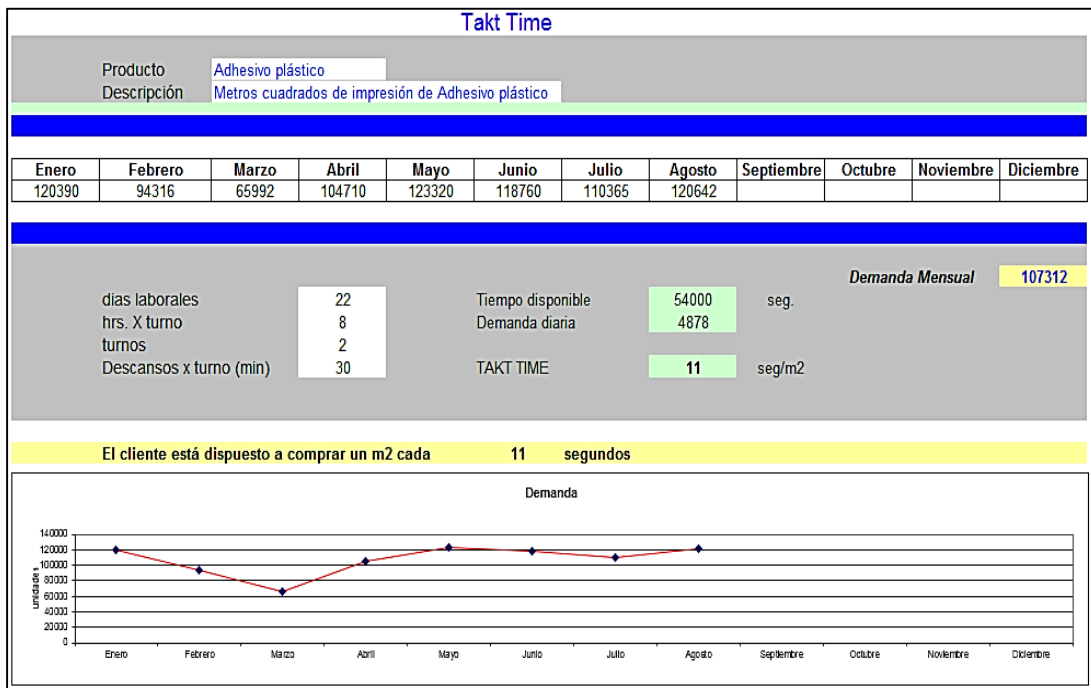 Takt Time
Producto Adhesivo plástico
Descripción Metros cuadrados de impresión de Adhesivo plástico
Enero Febrero Marzo Abril Mayo Junio Julio Agosto Septiembre Octubre Noviembre Diciembre
120390 94316 65992 104710 123320 118760 110365 120642
Demanda Mensual 107312
dias laborales 22 Tiempo disponible 54000 seg.
hrs. X turno 8 Demanda diaria 4878
turnos 2
Descansos x turno (min) 30 TAKT TIME 11 seg/m2
El cliente está dispuesto a comprar un m2 cada 11 segundos
Demanda
unidades
140000
120000
100000
80000
60000
40000
20000
0
Enero Febrero Marzo Abril Mayo Junio Julio Agosto Septiembre Octubre Noviembre Diciembre